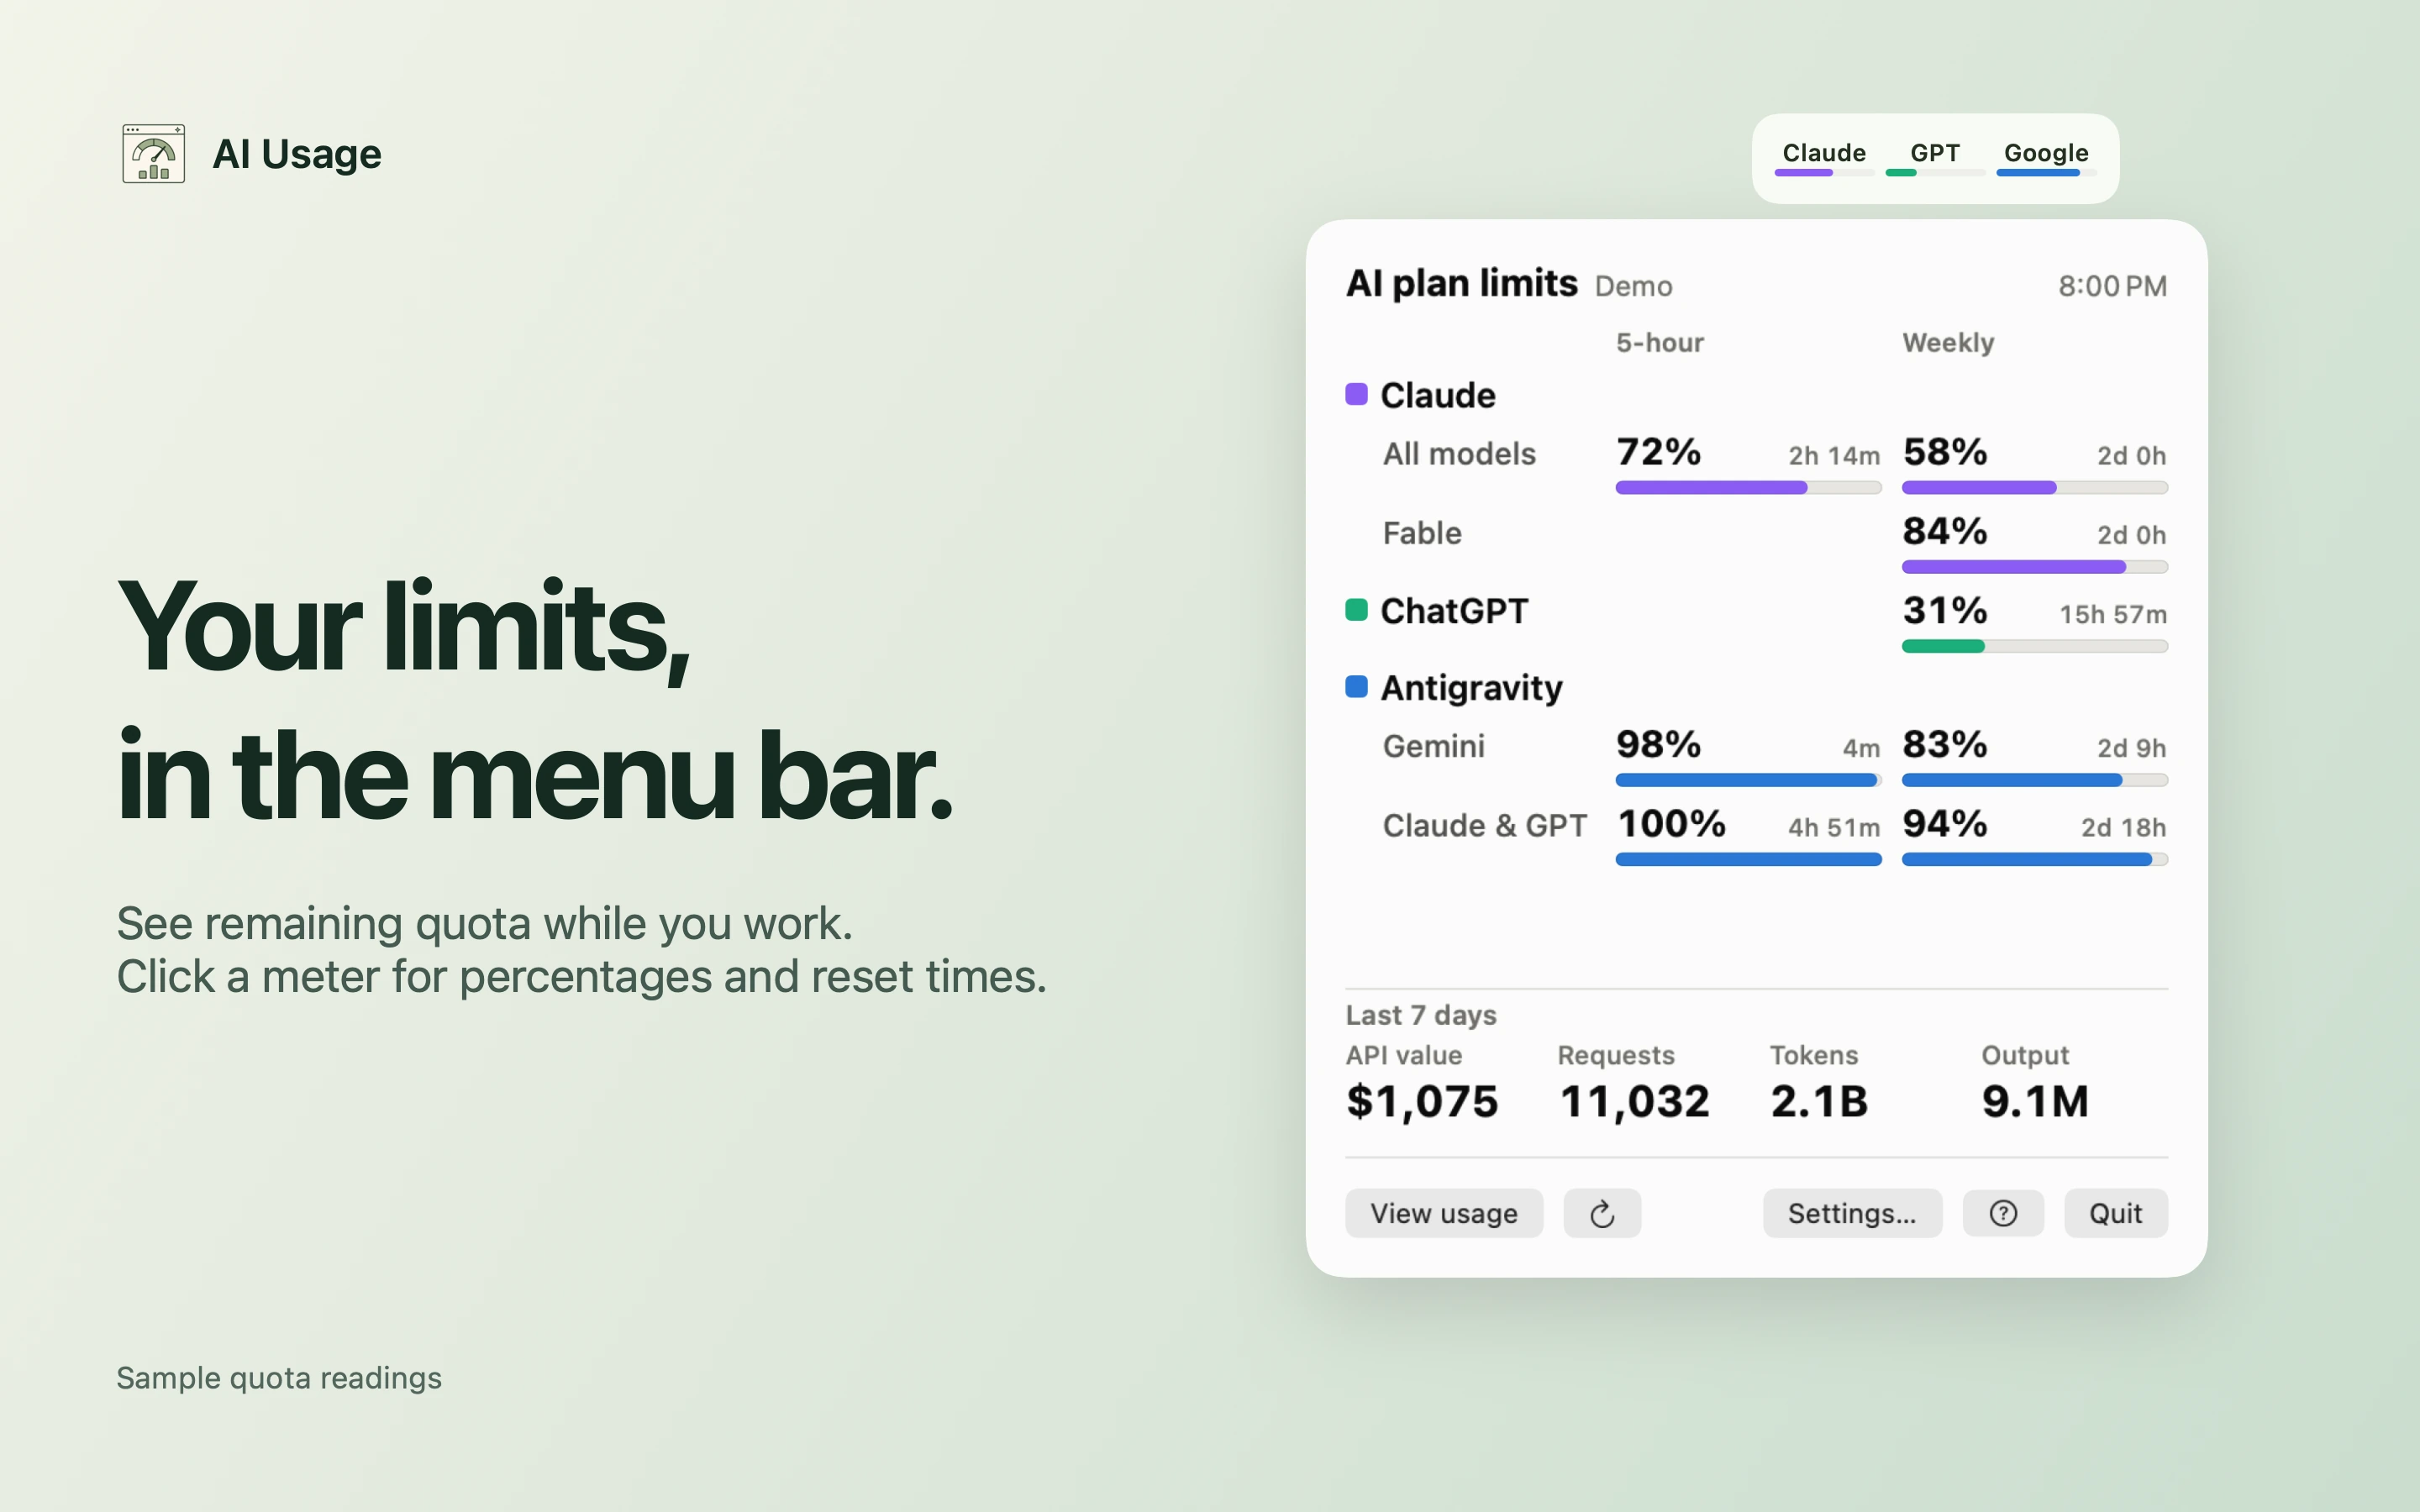 AI Usage
Claude GPT Google
Your limits,
in the menu bar.
See remaining quota while you work.
Click a meter for percentages and reset times.
Sample quota readings
AI plan limits Demo 8:00 PM
5-hour Weekly
Claude
All models 72% 2h 14m 58% 2d 0h
Fable 84% 2d 0h
ChatGPT 31% 15h 57m
Antigravity
Gemini 98% 4m 83% 2d 9h
Claude & GPT 100% 4h 51m 94% 2d 18h
Last 7 days
API value Requests Tokens Output
$1,075 11,032 2.1B 9.1M
View usage Settings... ? Quit